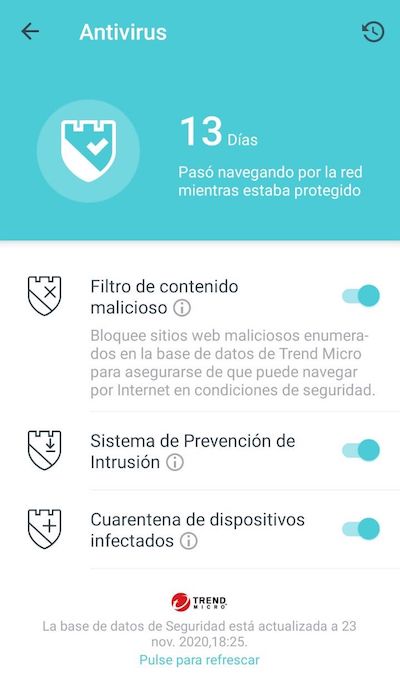 Antivirus
13 Días
Pasó navegando por la red
mientras estaba protegido
Filtro de contenido
malicioso
Bloquee sitios web maliciosos enumera-
dos en la base de datos de Trend Micro
para asegurarse de que puede navegar
por Internet en condiciones de seguridad.
Sistema de Prevención de
Intrusión
Cuarentena de dispositivos
infectados
TREND
MICRO
La base de datos de Seguridad está actualizada a 23
nov. 2020,18:25.
Pulse para refrescar